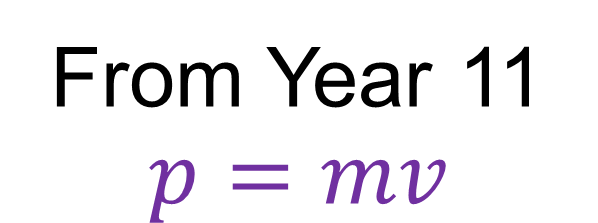 From Year 11
p = mv